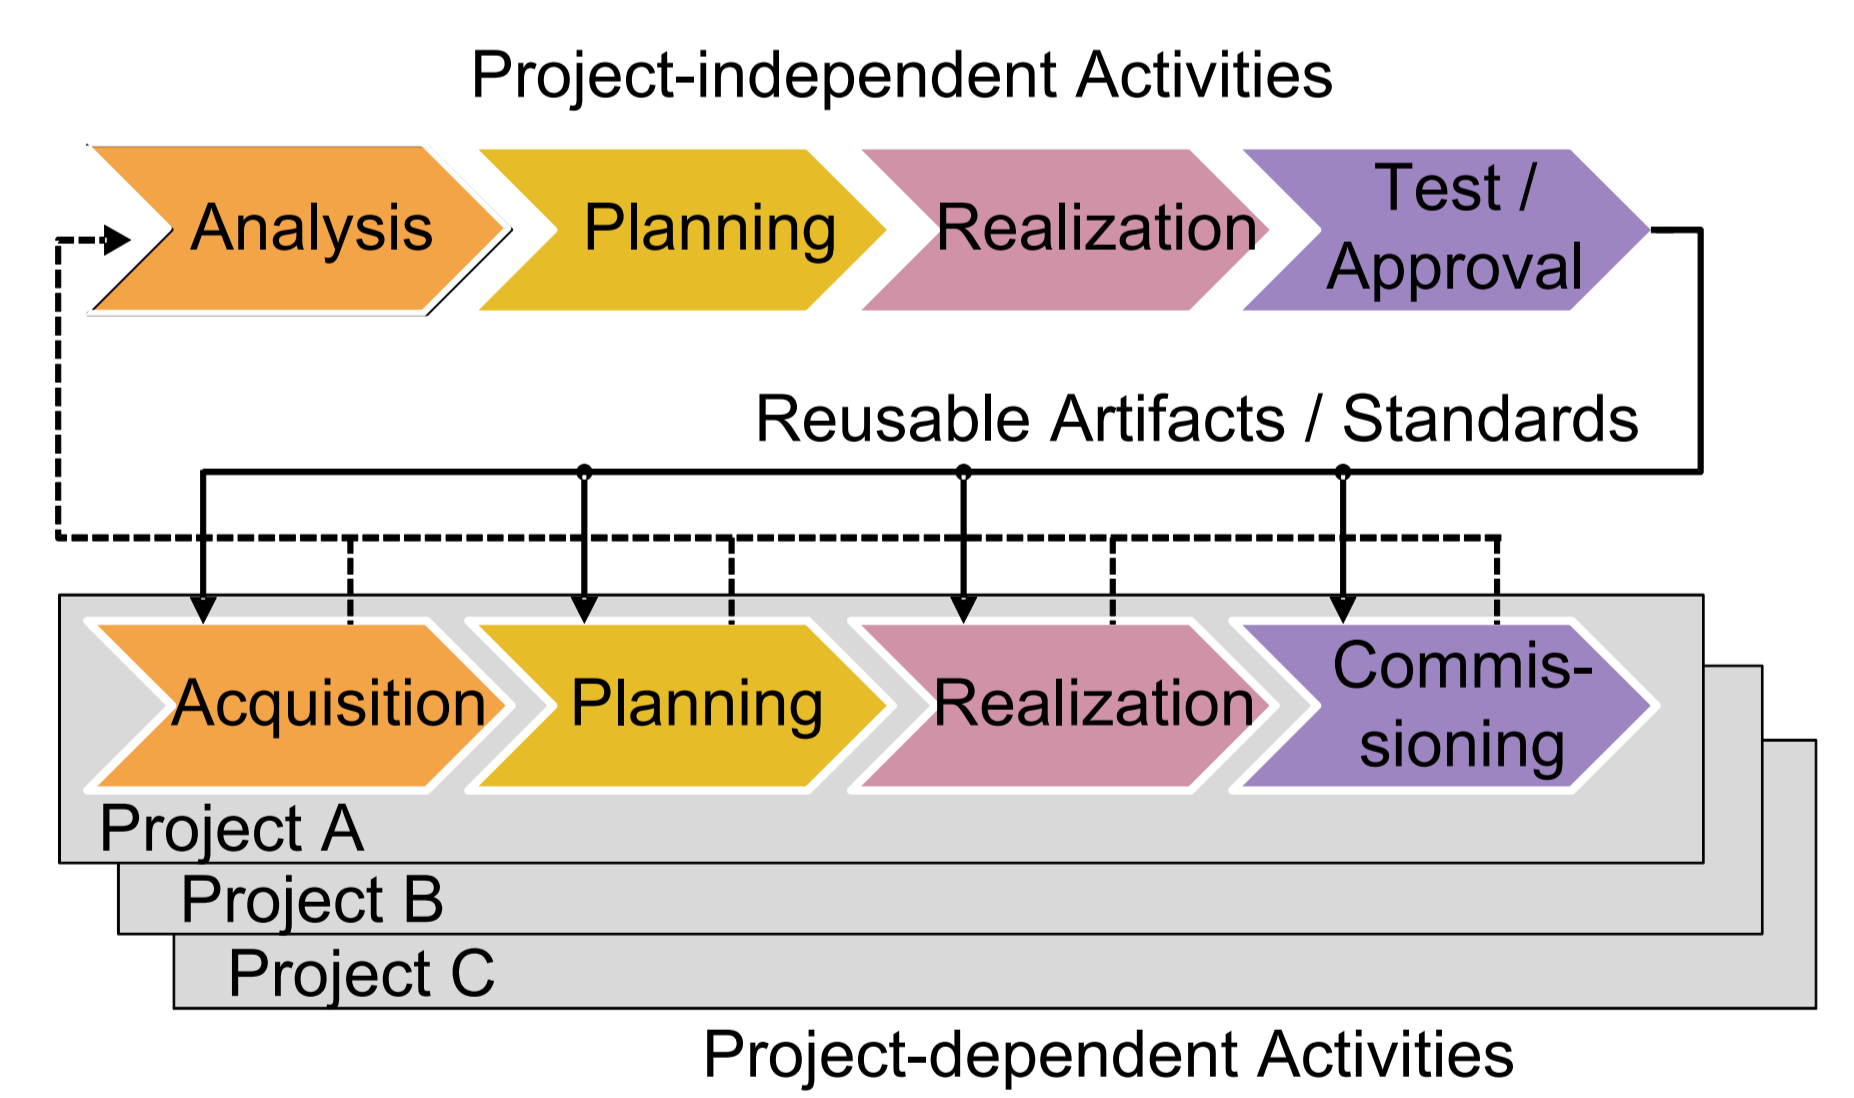 Project-independent Activities
Analysis
Planning
Realization
Test /
Approval
Reusable Artifacts / Standards
Acquisition
Planning
Realization
Commis-
sioning
Project A
Project B
Project C
Project-dependent Activities